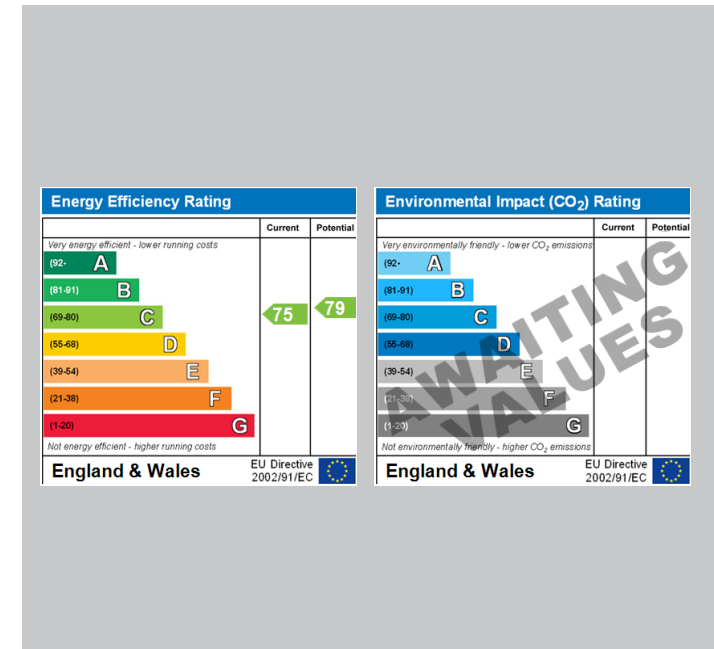 Energy Efficiency Rating
Current Potential
Very energy efficient - lower running costs
(92- A
(81-91) B
(69-80) C
75
79
(55-68) D
(39-54) E
(21-38) F
(1-20) G
Not energy efficient - higher running costs
England & Wales
EU Directive
2002/91/EC
Environmental Impact (CO2) Rating
Current Potential
Very environmentally friendly - lower CO2 emissions
(92- A
(81-91) B
(69-80) C
(55-68) D
(39-54) E
(21-38) F
(1-20) G
AWAITING
VALUES
Not environmentally friendly - higher CO2 emissions
England & Wales
EU Directive
2002/91/EC